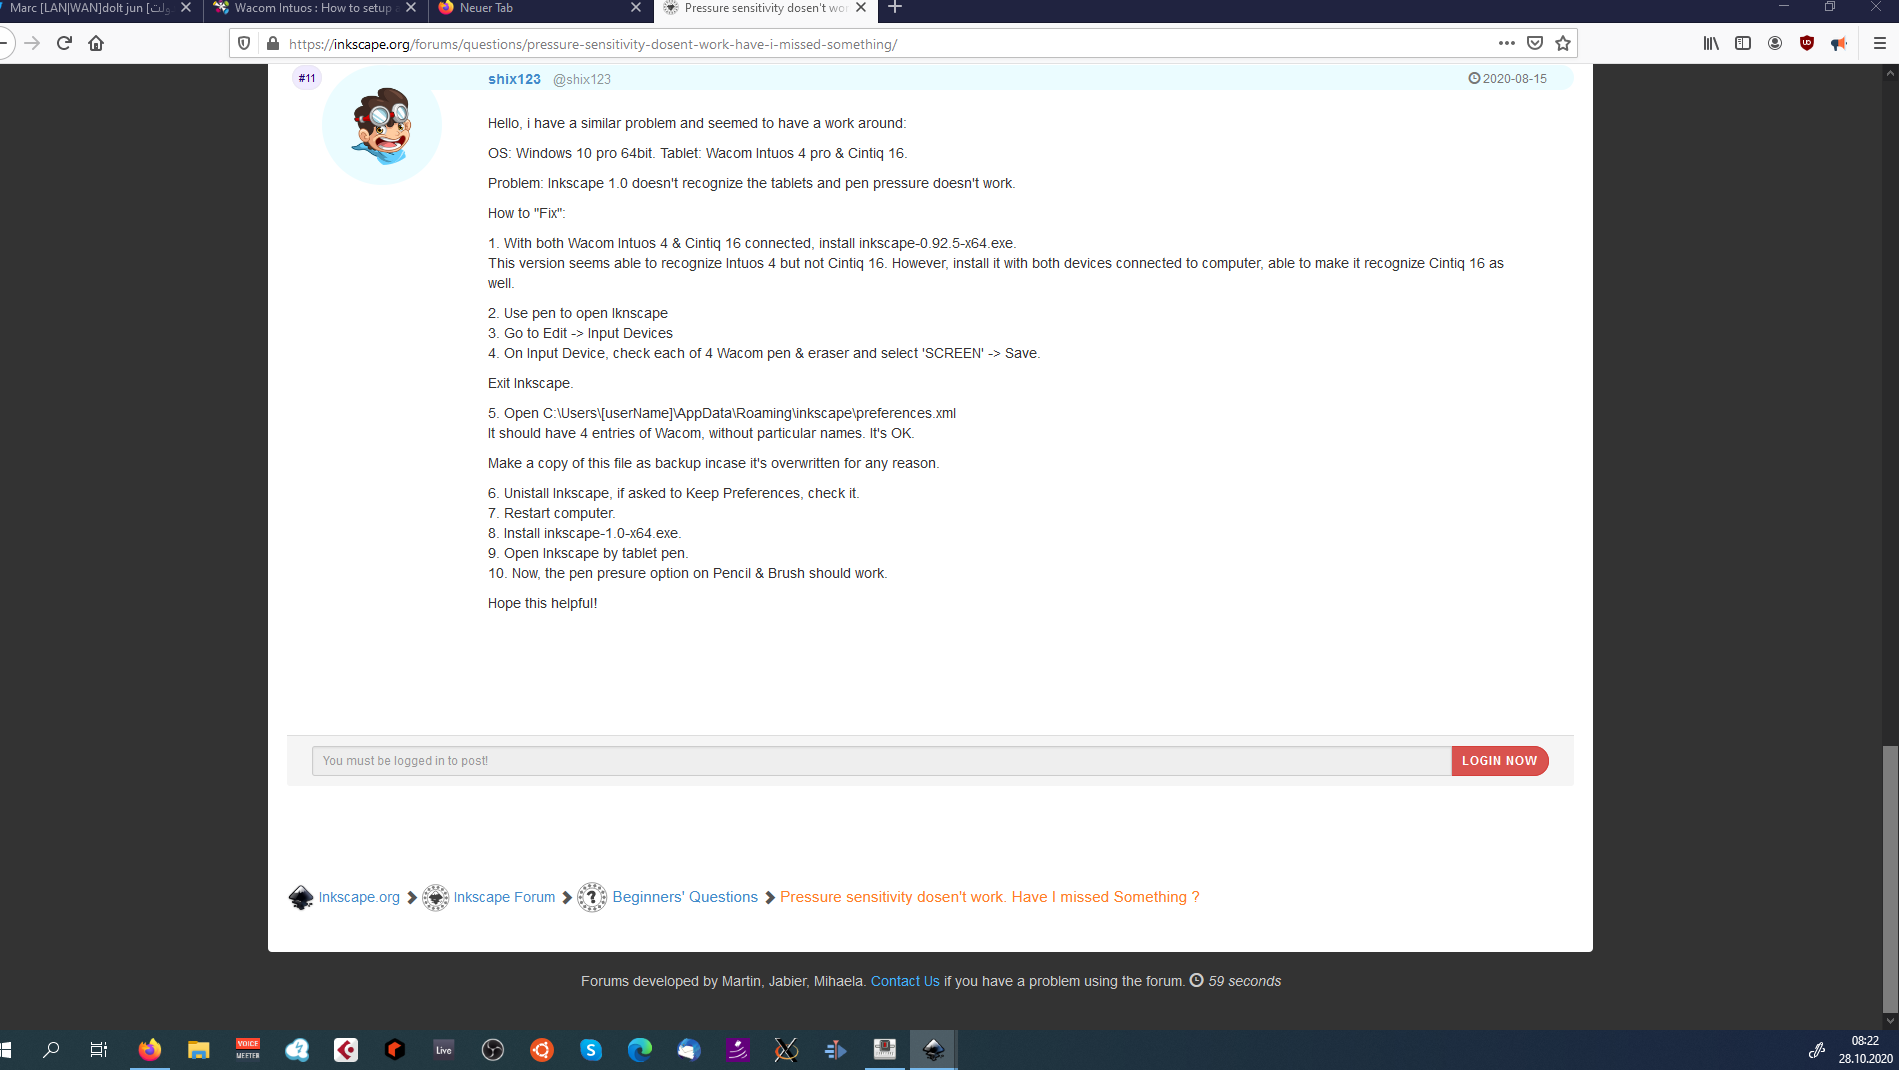 Marc [LAN|WAN]dolt jun
Wacom Intuos : How to setup a
Neuer Tab
Pressure sensitivity dosen't wor
https://inkscape.org/forums/questions/pressure-sensitivity-dosent-work-have-i-missed-something/
#11
shix123 @shix123
2020-08-15
Hello, i have a similar problem and seemed to have a work around:
OS: Windows 10 pro 64bit. Tablet: Wacom Intuos 4 pro & Cintiq 16.
Problem: Inkscape 1.0 doesn't recognize the tablets and pen pressure doesn't work.
How to "Fix":
1. With both Wacom Intuos 4 & Cintiq 16 connected, install inkscape-0.92.5-x64.exe.
This version seems able to recognize Intuos 4 but not Cintiq 16. However, install it with both devices connected to computer, able to make it recognize Cintiq 16 as
well.
2. Use pen to open Iknscape
3. Go to Edit -> Input Devices
4. On Input Device, check each of 4 Wacom pen & eraser and select 'SCREEN' -> Save.
Exit Inkscape.
5. Open C:\Users\[userName]\AppData\Roaming\inkscape\preferences.xml
It should have 4 entries of Wacom, without particular names. It's OK.
Make a copy of this file as backup incase it's overwritten for any reason.
6. Unistall Inkscape, if asked to Keep Preferences, check it.
7. Restart computer.
8. Install inkscape-1.0-x64.exe.
9. Open Inkscape by tablet pen.
10. Now, the pen presure option on Pencil & Brush should work.
Hope this helpful!
You must be logged in to post!
LOGIN NOW
Inkscape.org Inkscape Forum Beginners' Questions Pressure sensitivity dosen't work. Have I missed Something ?
Forums developed by Martin, Jabier, Mihaela. Contact Us if you have a problem using the forum. 59 seconds
VOICE
MEETER
Live
08:22
28.10.2020